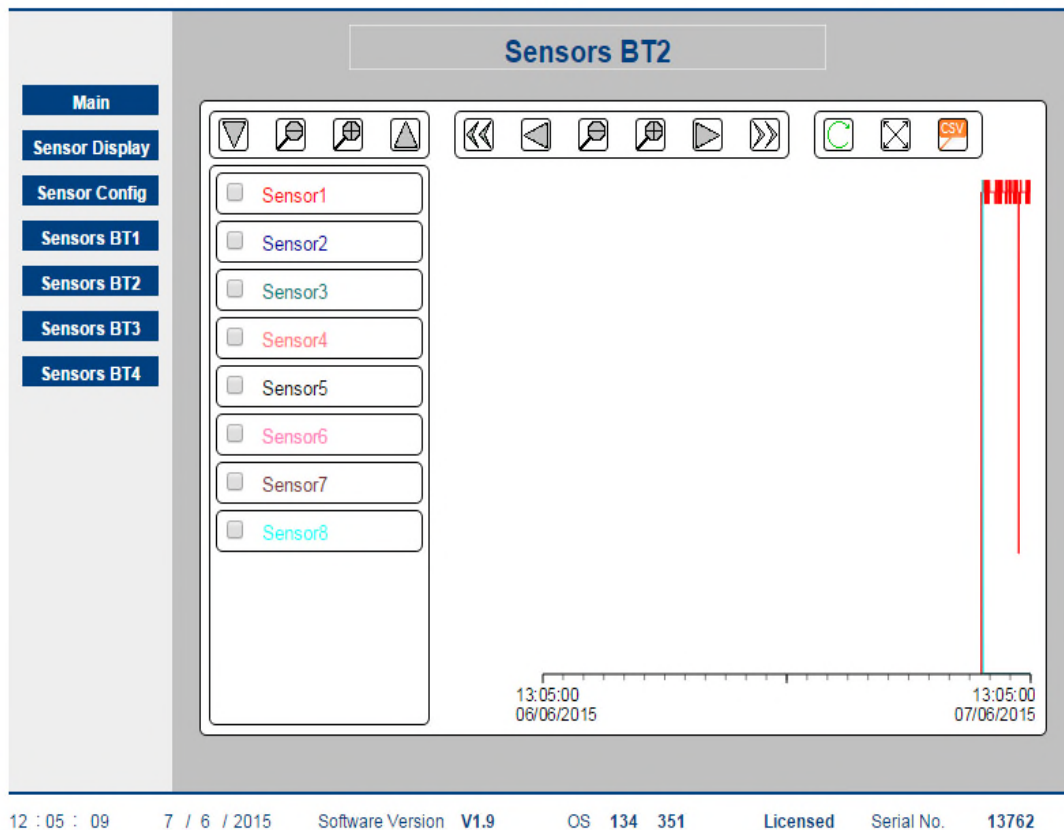 Sensors BT2
Main
Sensor Display
Sensor Config
Sensors BT1
Sensors BT2
Sensors BT3
Sensors BT4
CSV
Sensor1
Sensor2
Sensor3
Sensor4
Sensor5
Sensor6
Sensor7
Sensor8
13:05:00 13:05:00
06/06/2015 07/06/2015
12 : 05 : 09 7 / 6 / 2015 Software Version V1.9 OS 134 351 Licensed Serial No. 13762